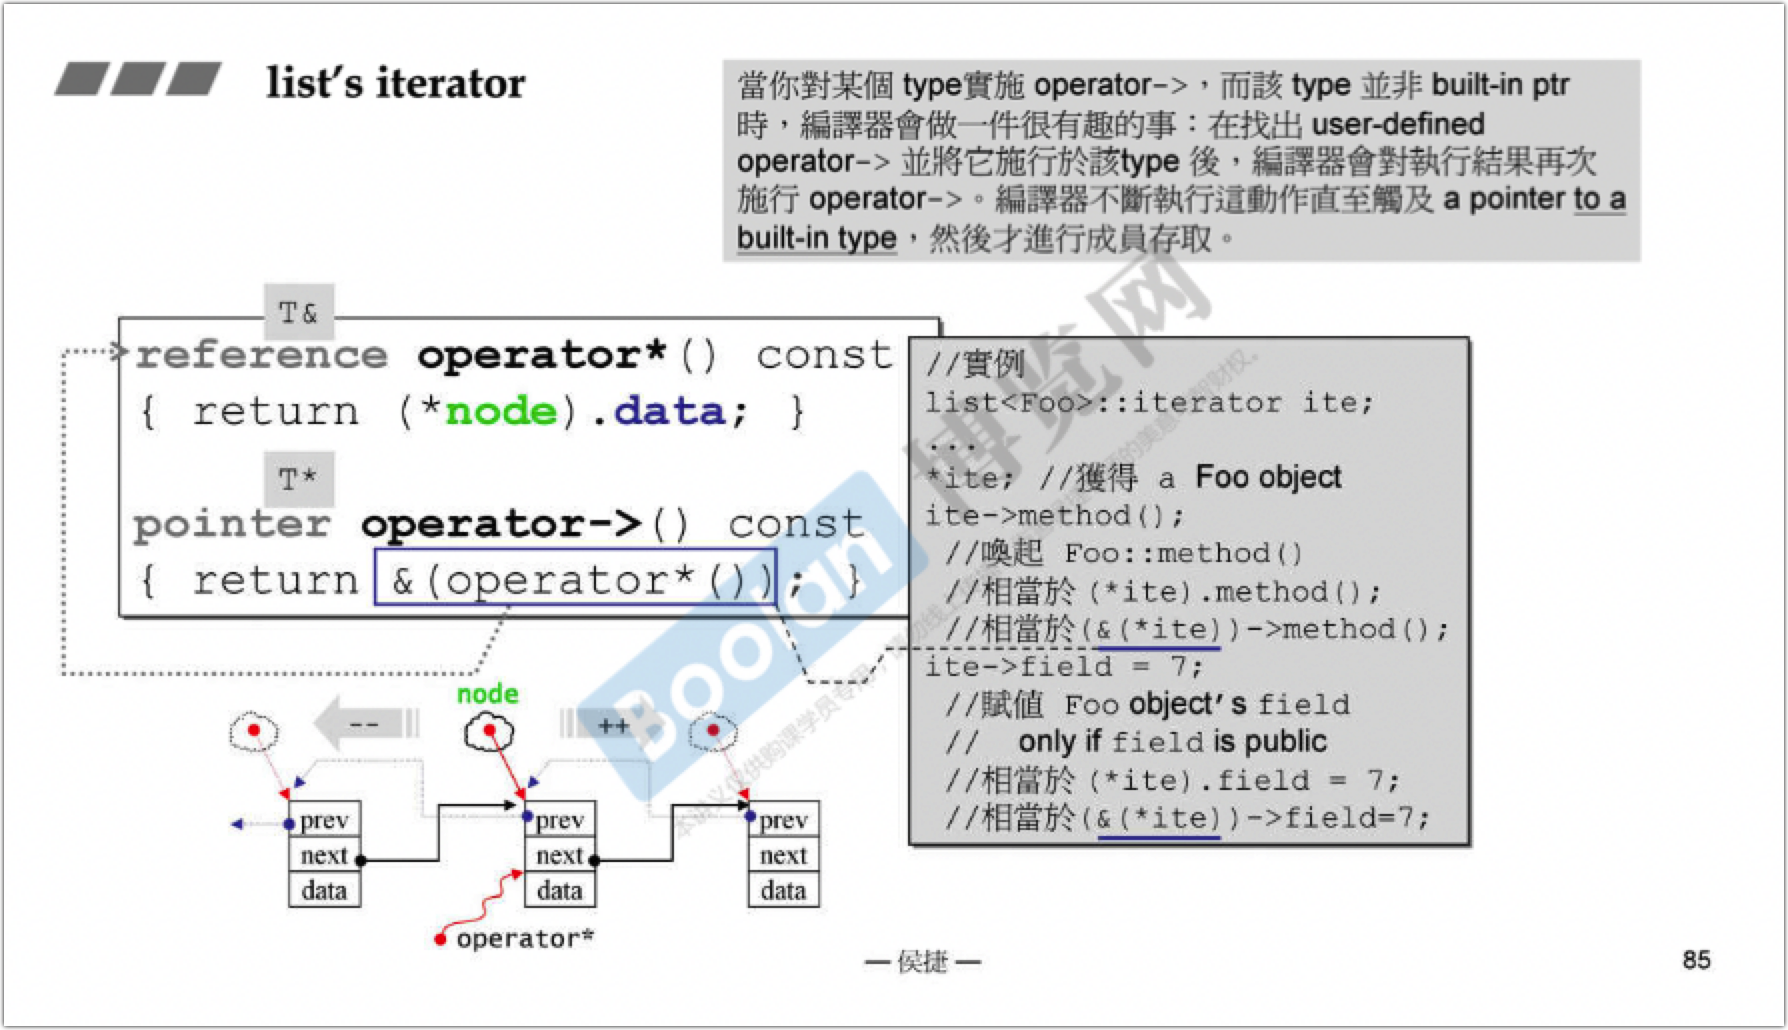 list's iterator
當你對某個 type實施 operator->，而該 type 並非 built-in ptr
時，編譯器會做一件很有趣的事：在找出 user-defined
operator-> 並將它施行於該type 後，編譯器會對執行結果再次
施行 operator->。編譯器不斷執行這動作直至觸及 a pointer to a
built-in type，然後才進行成員存取。
T&
reference operator*() const
{ return (*node).data; }
T*
pointer operator->() const
{ return &(operator*()); }
//實例
list<Foo>::iterator ite;
...
*ite; //獲得 a Foo object
ite->method();
//喚起 Foo::method()
//相當於 (*ite).method();
//相當於(&(*ite))->method();
ite->field = 7;
//賦值 Foo object's field
// only if field is public
//相當於 (*ite).field = 7;
//相當於(&(*ite))->field=7;
node
--
++
prev
next
data
prev
next
data
prev
next
data
operator*
博览网
Boolan
— 侯捷 —
85